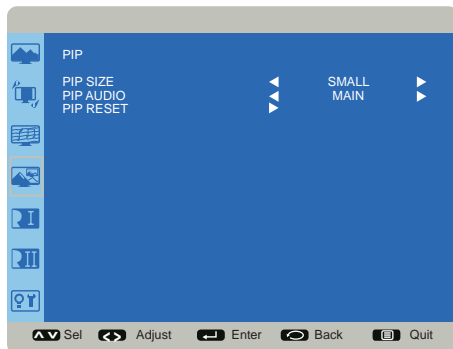 PIP
PIP SIZE SMALL
PIP AUDIO MAIN
PIP RESET
Sel Adjust Enter Back Quit